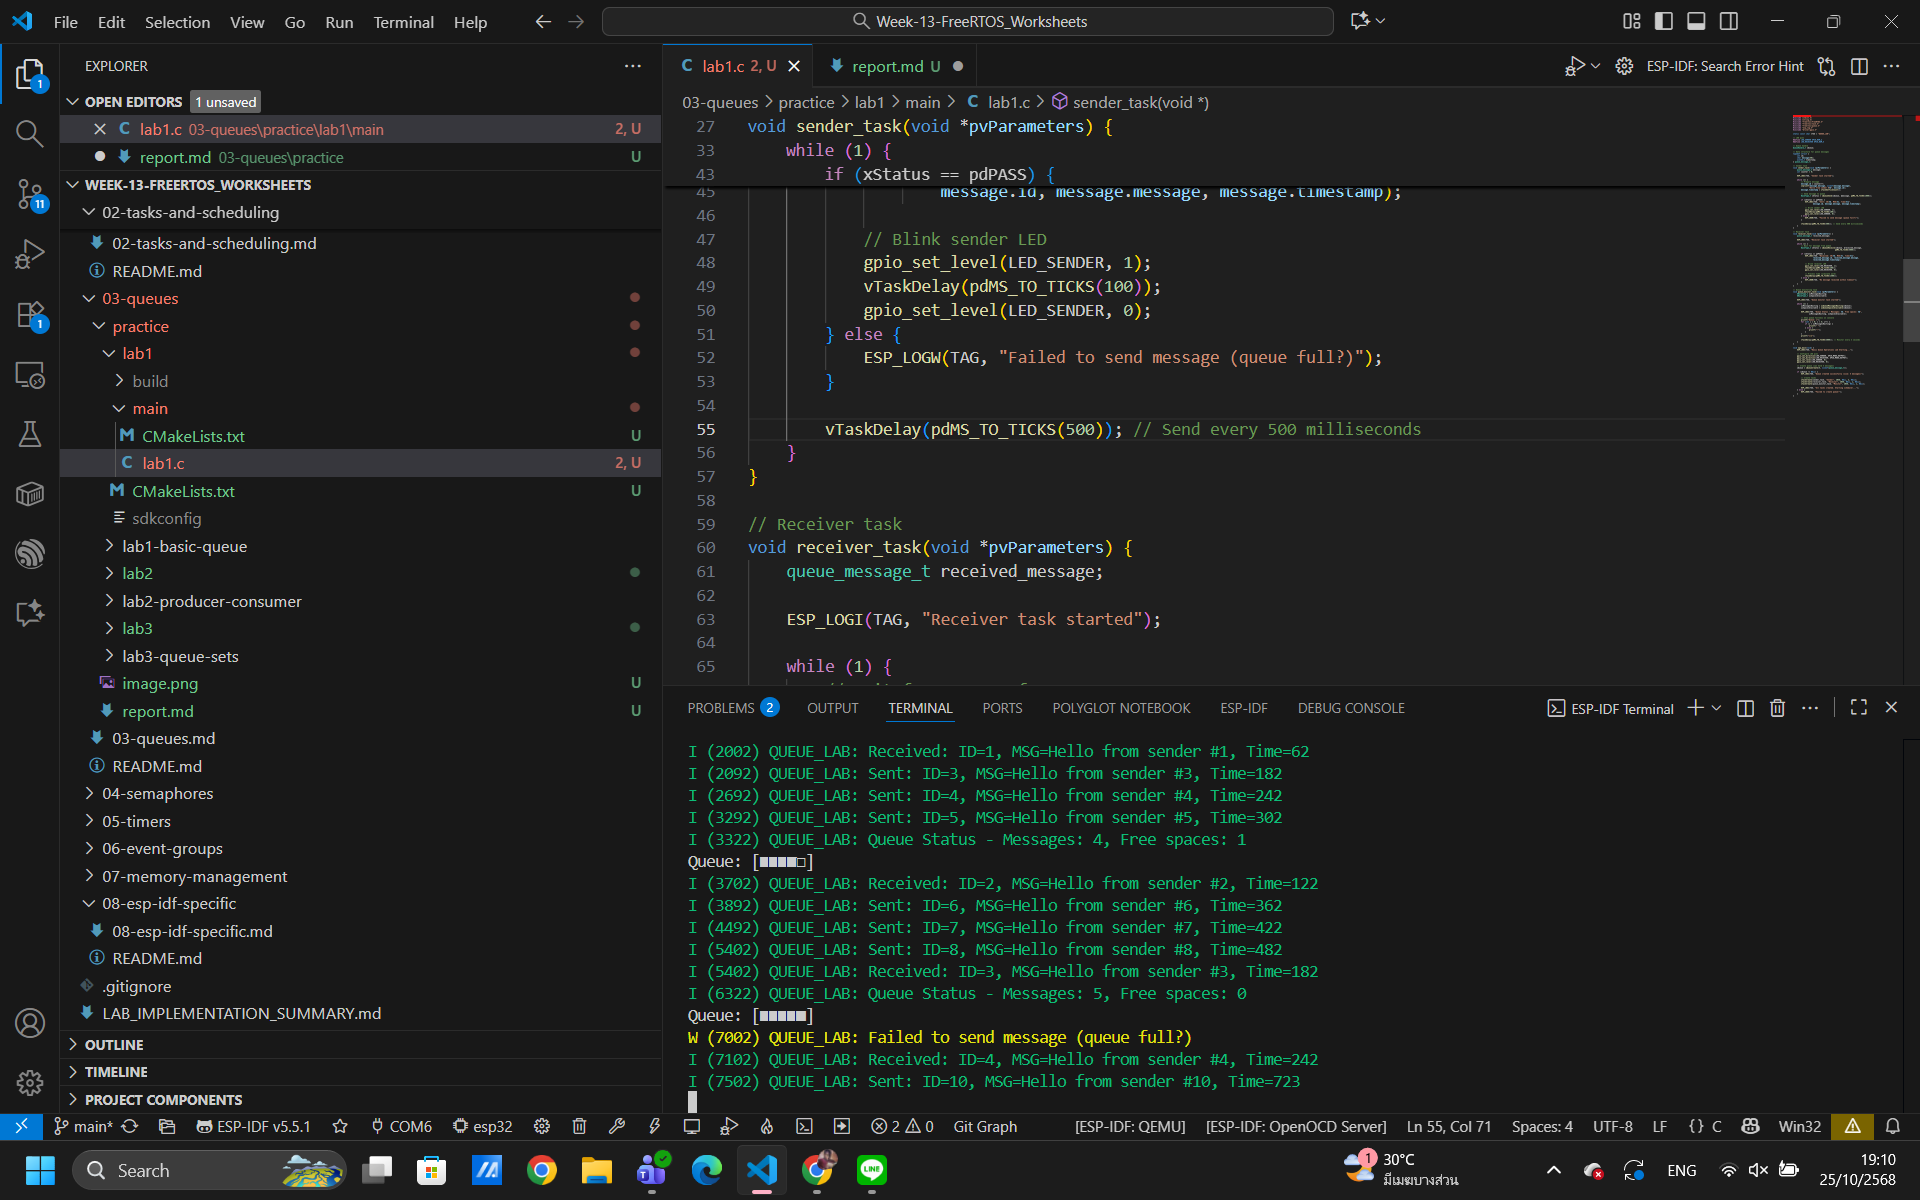 File Edit Selection View Go Run Terminal Help
Week-13-FreeRTOS_Worksheets
EXPLORER
OPEN EDITORS 1 unsaved
lab1.c 03-queues\practice\lab1\main 2, U
report.md 03-queues\practice U
WEEK-13-FREERTOS_WORKSHEETS
02-tasks-and-scheduling
02-tasks-and-scheduling.md
README.md
03-queues
practice
lab1
build
main
CMakeLists.txt U
lab1.c 2, U
CMakeLists.txt U
sdkconfig
lab1-basic-queue
lab2
lab2-producer-consumer
lab3
lab3-queue-sets
image.png U
report.md U
03-queues.md
README.md
04-semaphores
05-timers
06-event-groups
07-memory-management
08-esp-idf-specific
08-esp-idf-specific.md
README.md
.gitignore
LAB_IMPLEMENTATION_SUMMARY.md
OUTLINE
TIMELINE
PROJECT COMPONENTS
lab1.c 2, U
report.md U
ESP-IDF: Search Error Hint
03-queues > practice > lab1 > main > C lab1.c > sender_task(void *)
27 void sender_task(void *pvParameters) {
33 while (1) {
43 if (xStatus == pdPASS) {
45 message.id, message.message, message.timestamp);
46
47 // Blink sender LED
48 gpio_set_level(LED_SENDER, 1);
49 vTaskDelay(pdMS_TO_TICKS(100));
50 gpio_set_level(LED_SENDER, 0);
51 } else {
52 ESP_LOGW(TAG, "Failed to send message (queue full?)");
53 }
54
55 vTaskDelay(pdMS_TO_TICKS(500)); // Send every 500 milliseconds
56 }
57 }
58
59 // Receiver task
60 void receiver_task(void *pvParameters) {
61 queue_message_t received_message;
62
63 ESP_LOGI(TAG, "Receiver task started");
64
65 while (1) {
PROBLEMS 2 OUTPUT TERMINAL PORTS POLYGLOT NOTEBOOK ESP-IDF DEBUG CONSOLE ESP-IDF Terminal
I (2002) QUEUE_LAB: Received: ID=1, MSG=Hello from sender #1, Time=62
I (2092) QUEUE_LAB: Sent: ID=3, MSG=Hello from sender #3, Time=182
I (2692) QUEUE_LAB: Sent: ID=4, MSG=Hello from sender #4, Time=242
I (3292) QUEUE_LAB: Sent: ID=5, MSG=Hello from sender #5, Time=302
I (3322) QUEUE_LAB: Queue Status - Messages: 4, Free spaces: 1
Queue: [■■■■□]
I (3702) QUEUE_LAB: Received: ID=2, MSG=Hello from sender #2, Time=122
I (3892) QUEUE_LAB: Sent: ID=6, MSG=Hello from sender #6, Time=362
I (4492) QUEUE_LAB: Sent: ID=7, MSG=Hello from sender #7, Time=422
I (5402) QUEUE_LAB: Sent: ID=8, MSG=Hello from sender #8, Time=482
I (5402) QUEUE_LAB: Received: ID=3, MSG=Hello from sender #3, Time=182
I (6322) QUEUE_LAB: Queue Status - Messages: 5, Free spaces: 0
Queue: [■■■■■]
W (7002) QUEUE_LAB: Failed to send message (queue full?)
I (7102) QUEUE_LAB: Received: ID=4, MSG=Hello from sender #4, Time=242
I (7502) QUEUE_LAB: Sent: ID=10, MSG=Hello from sender #10, Time=723
main* ESP-IDF v5.5.1 COM6 esp32 2 0 Git Graph [ESP-IDF: QEMU] [ESP-IDF: OpenOCD Server] Ln 55, Col 71 Spaces: 4 UTF-8 LF {} C Win32
Search
30°C
มีเมฆบางส่วน
ENG
19:10
25/10/2568